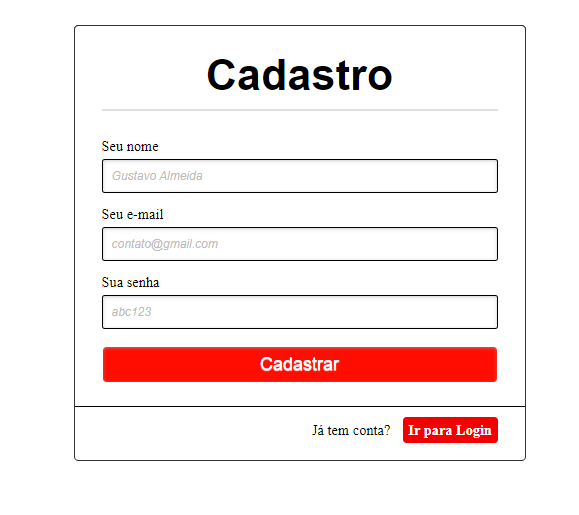 Cadastro
Seu nome
Gustavo Almeida
Seu e-mail
contato@gmail.com
Sua senha
abc123
Cadastrar
Já tem conta? Ir para Login